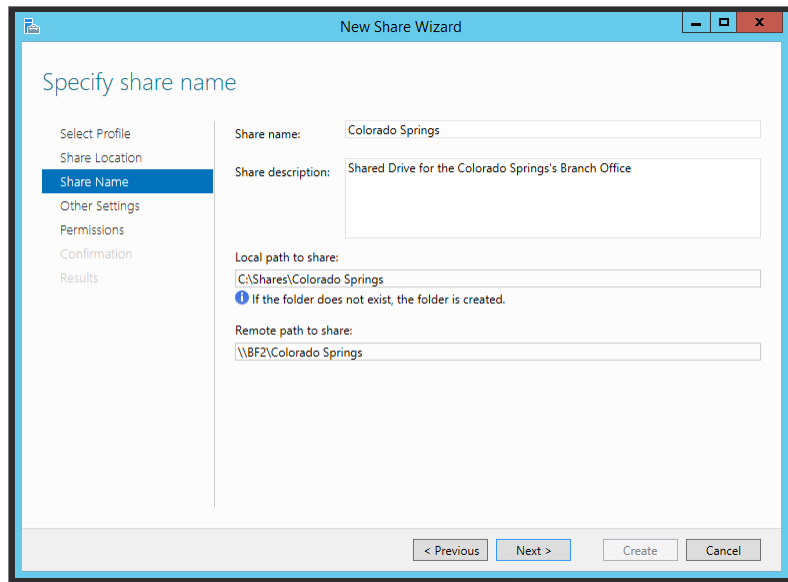 New Share Wizard
Specify share name
Select Profile
Share Location
Share Name
Other Settings
Permissions
Confirmation
Results
Share name:
Colorado Springs
Share description:
Shared Drive for the Colorado Springs's Branch Office
Local path to share:
C:\Shares\Colorado Springs
If the folder does not exist, the folder is created.
Remote path to share:
\\BF2\Colorado Springs
< Previous
Next >
Create
Cancel